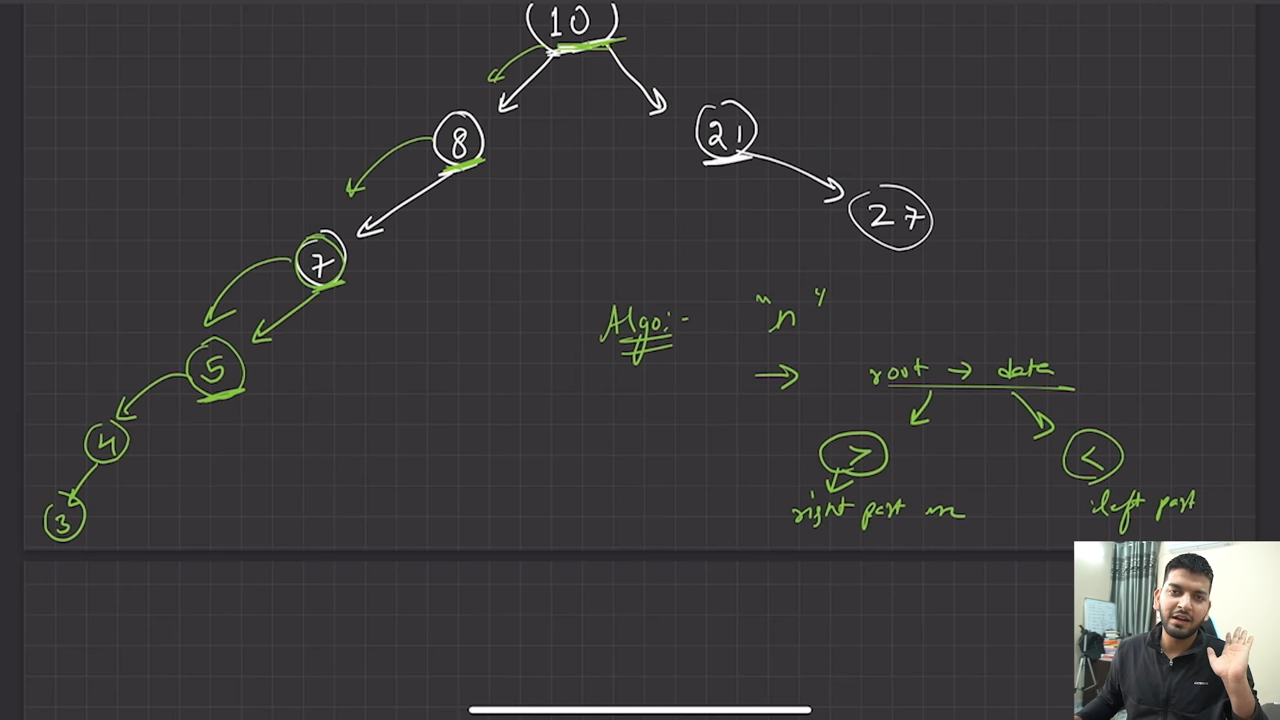 10
8
21
7
27
Algo:- "n"
5
→ root → data
4
> <
3
right part me
left part